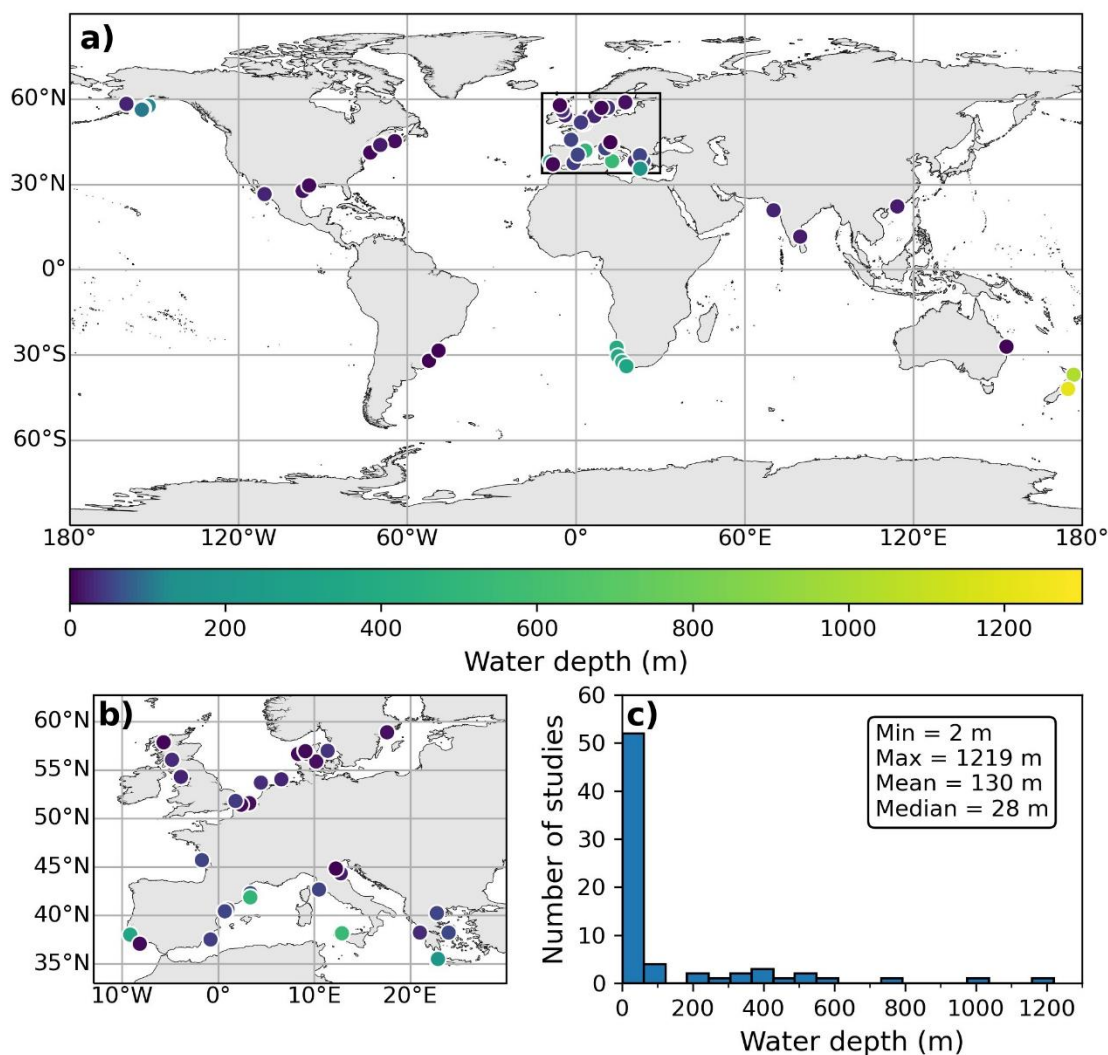 a)
60°N
30°N
0°
30°S
60°S
180° 120°W 60°W 0° 60°E 120°E 180°
0 200 400 600 800 1000 1200
Water depth (m)
b)
60°N
55°N
50°N
45°N
40°N
35°N
10°W 0° 10°E 20°E
c)
Number of studies
60
50
40
30
20
10
0
Min = 2 m
Max = 1219 m
Mean = 130 m
Median = 28 m
0 200 400 600 800 1000 1200
Water depth (m)